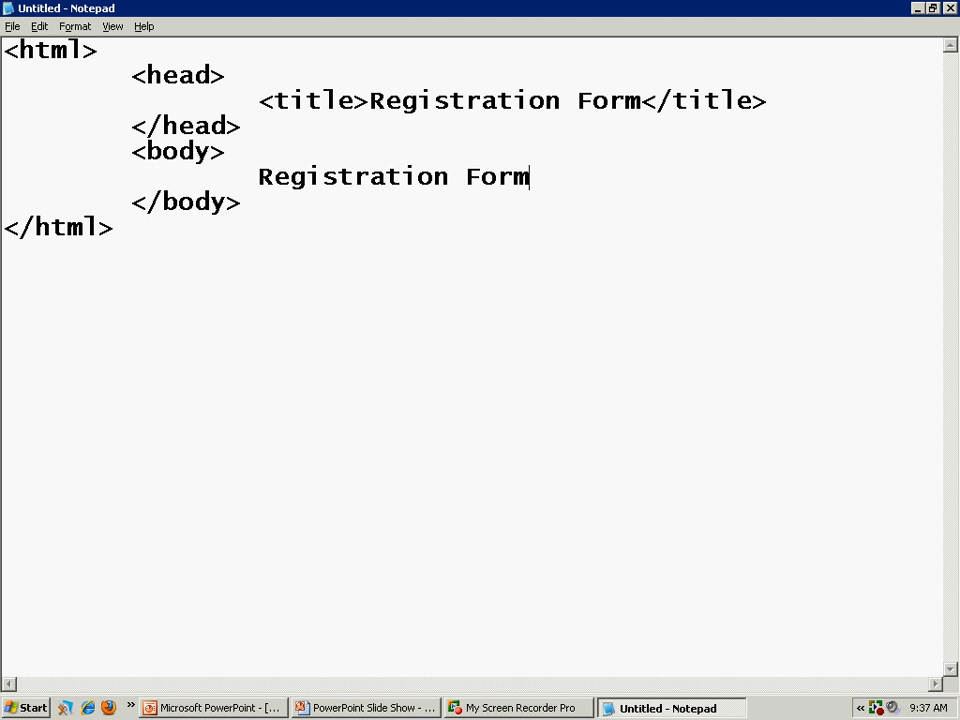 Untitled - Notepad
File Edit Format View Help
<html>
<head>
<title>Registration Form</title>
</head>
<body>
Registration Form
</body>
</html>
Start » Microsoft PowerPoint - [... PowerPoint Slide Show - ... My Screen Recorder Pro Untitled - Notepad « 9:37 AM